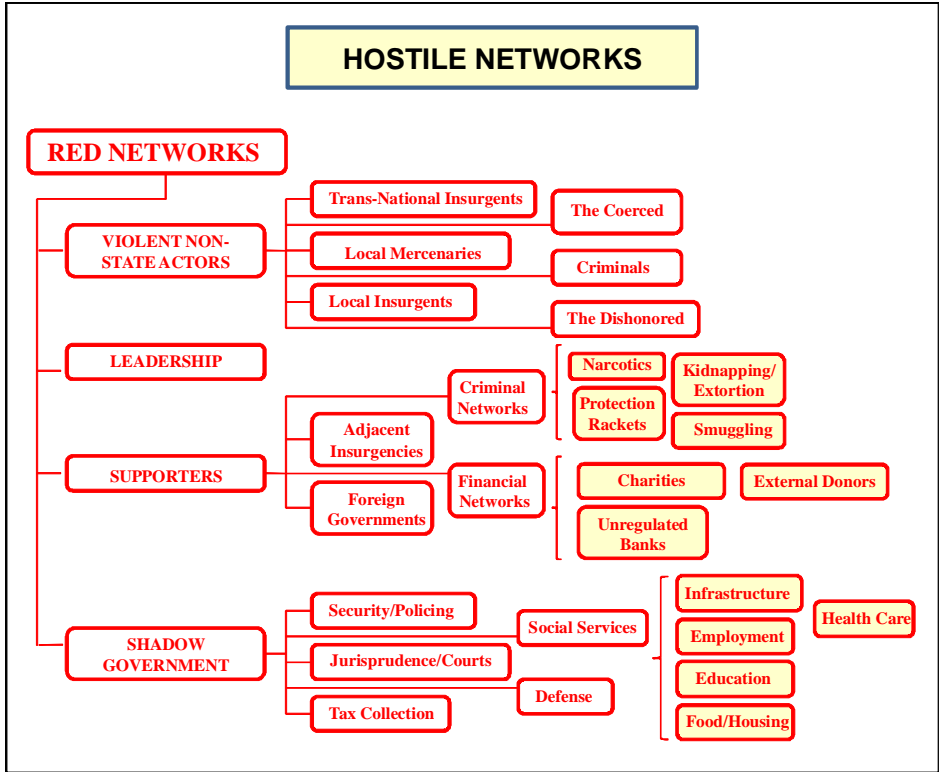 HOSTILE NETWORKS
RED NETWORKS
VIOLENT NON-
STATE ACTORS
Trans-National Insurgents
The Coerced
Local Mercenaries
Criminals
Local Insurgents
The Dishonored
LEADERSHIP
SUPPORTERS
Criminal
Networks
Narcotics
Kidnapping/
Extortion
Protection
Rackets
Smuggling
Adjacent
Insurgencies
Financial
Networks
Charities
External Donors
Unregulated
Banks
Foreign
Governments
SHADOW
GOVERNMENT
Security/Policing
Social Services
Infrastructure
Health Care
Employment
Education
Food/Housing
Jurisprudence/Courts
Defense
Tax Collection